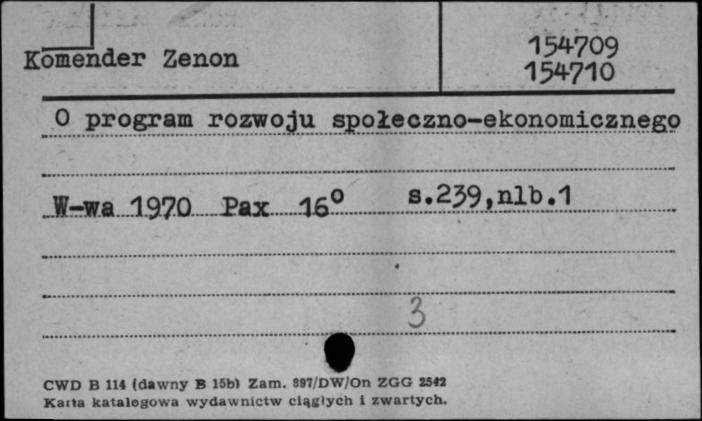 Komender Zenon
154709
154710
O program rozwoju społeczno-ekonomicznego
W-wa 1970 Pax 16° s.239,nlb.1
3
CWD B 114 (dawny B 15b) Zam. 897/DW/On ZGG 2542
Karta katalogowa wydawnictw ciągłych i zwartych.